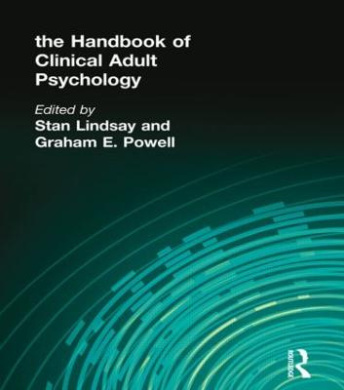 the Handbook of
Clinical Adult
Psychology
Edited by
Stan Lindsay and
Graham E. Powell
ROUTLEDGE